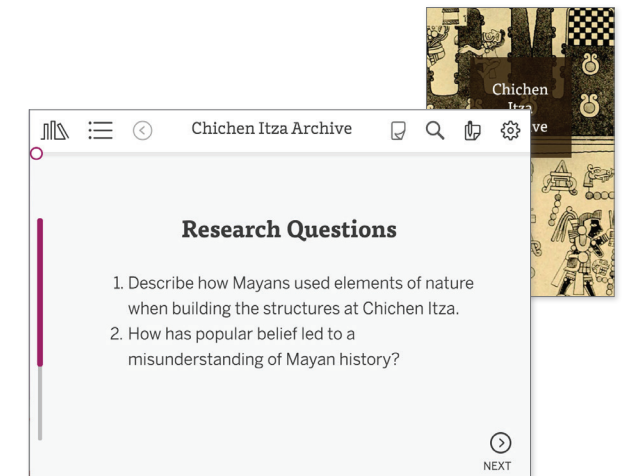 Chichen
Itza
ve
Chichen Itza Archive
Research Questions
1. Describe how Mayans used elements of nature
when building the structures at Chichen Itza.
2. How has popular belief led to a
misunderstanding of Mayan history?
NEXT